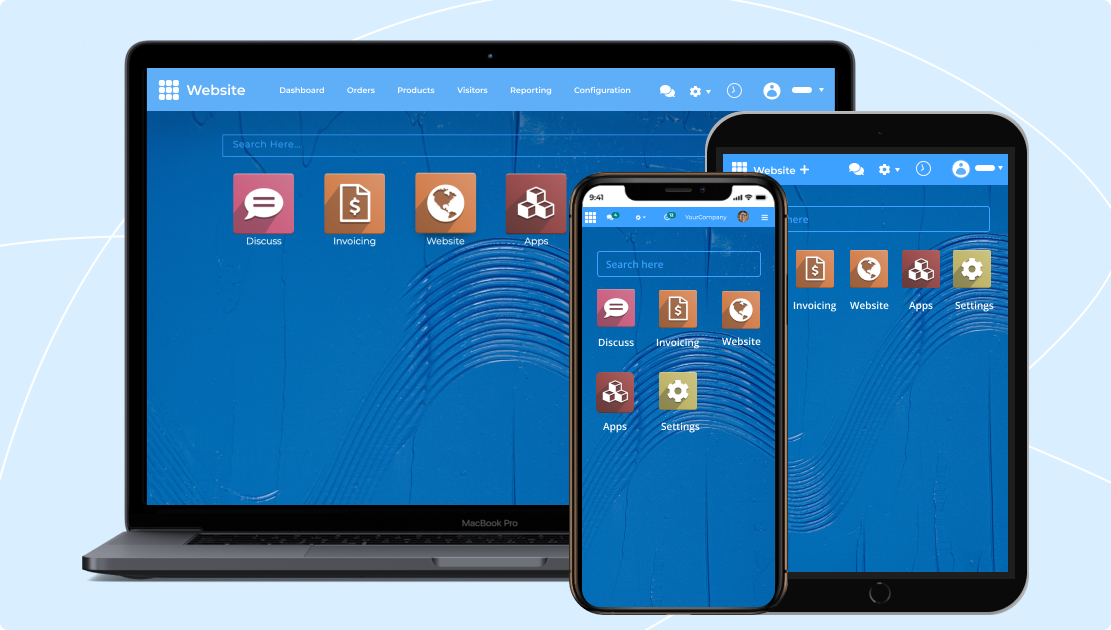 Website
Dashboard
Orders
Products
Visitors
Reporting
Configuration
Search Here...
Discuss
Invoicing
Website
Apps
MacBook Pro
Website +
here
Invoicing
Website
Apps
Settings
9:41
YourCompany
Search here
Discuss
Invoicing
Website
Apps
Settings